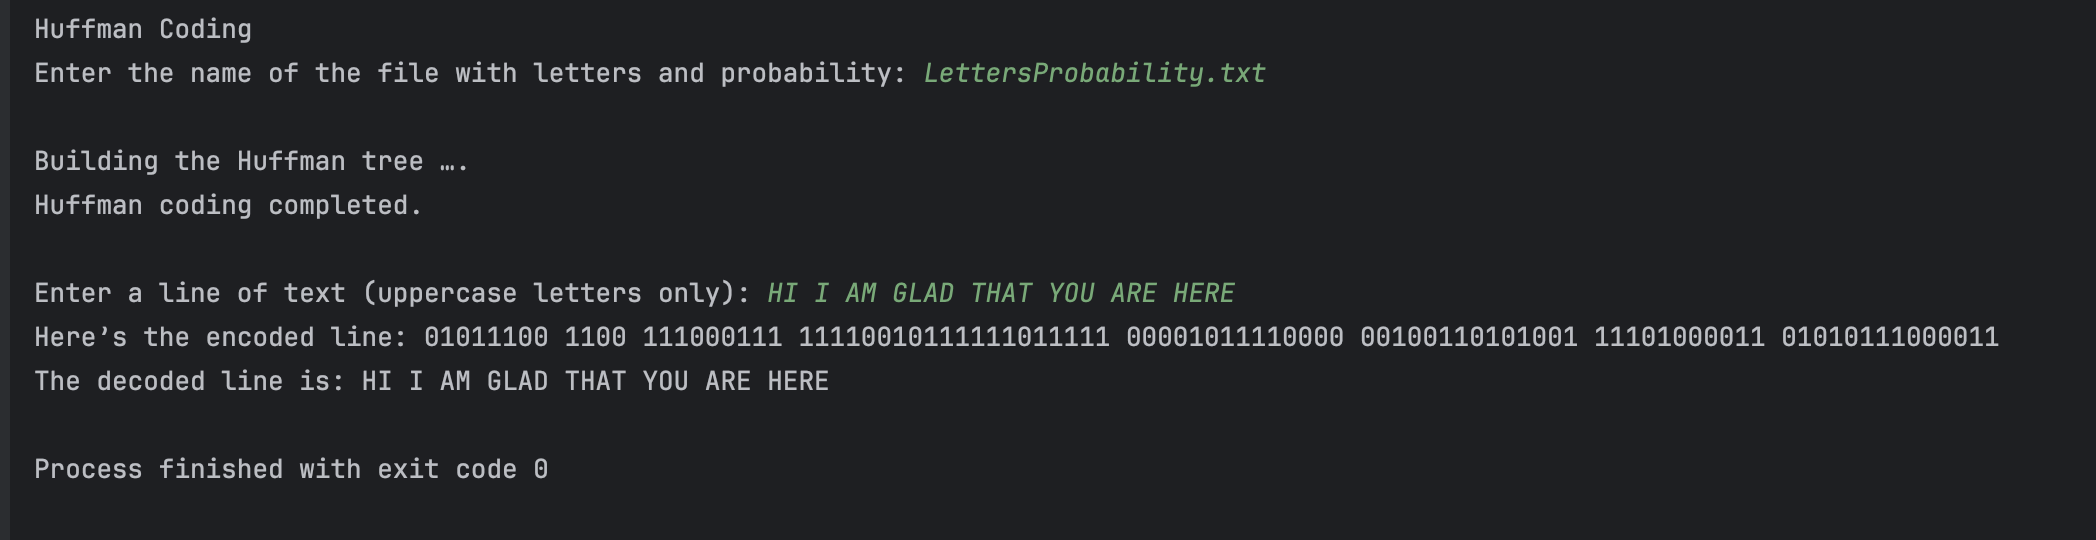 Huffman Coding
Enter the name of the file with letters and probability: LettersProbability.txt
Building the Huffman tree ….
Huffman coding completed.
Enter a line of text (uppercase letters only): HI I AM GLAD THAT YOU ARE HERE
Here’s the encoded line: 01011100 1100 111000111 11110010111111011111 00001011110000 00100110101001 11101000011 01010111000011
The decoded line is: HI I AM GLAD THAT YOU ARE HERE
Process finished with exit code 0